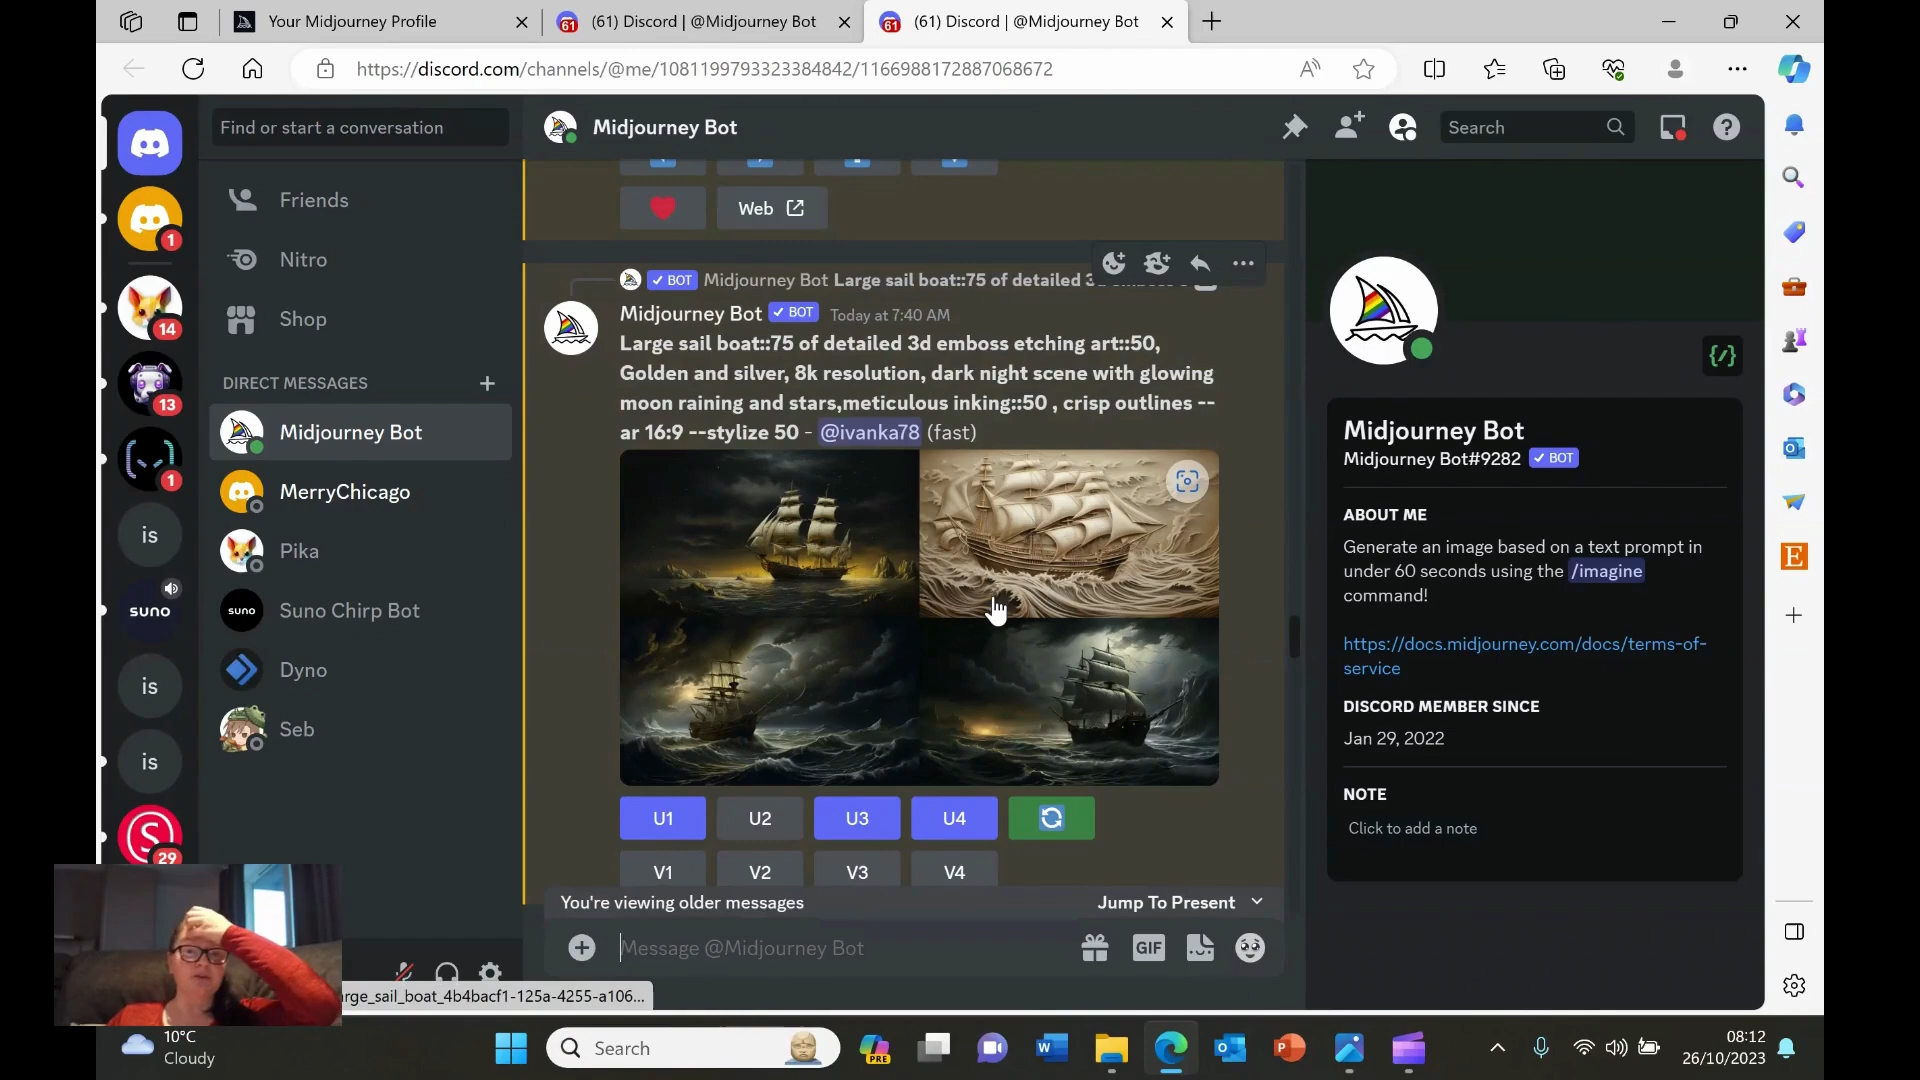 Your Midjourney Profile
(61) Discord | @Midjourney Bot
(61) Discord | @Midjourney Bot
https://discord.com/channels/@me/1081199793323384842/1166988172887068672
Find or start a conversation
Midjourney Bot
Search
Friends
Nitro
Shop
DIRECT MESSAGES
Midjourney Bot
MerryChicago
Pika
Suno Chirp Bot
Dyno
Seb
1
14
13
1
is
suno
is
is
S
29
suno
Web
BOT Midjourney Bot Large sail boat::75 of detailed 3
Midjourney Bot BOT Today at 7:40 AM
Large sail boat::75 of detailed 3d emboss etching art::50,
Golden and silver, 8k resolution, dark night scene with glowing
moon raining and stars,meticulous inking::50 , crisp outlines --
ar 16:9 --stylize 50 - @ivanka78 (fast)
U1 U2 U3 U4
V1 V2 V3 V4
You're viewing older messages Jump To Present
Message @Midjourney Bot
GIF
Midjourney Bot
Midjourney Bot#9282 BOT
ABOUT ME
Generate an image based on a text prompt in
under 60 seconds using the /imagine
command!
https://docs.midjourney.com/docs/terms-of-
service
DISCORD MEMBER SINCE
Jan 29, 2022
NOTE
Click to add a note
E
rge_sail_boat_4b4bacf1-125a-4255-a106...
10°C
Cloudy
Search
PRE
08:12
26/10/2023